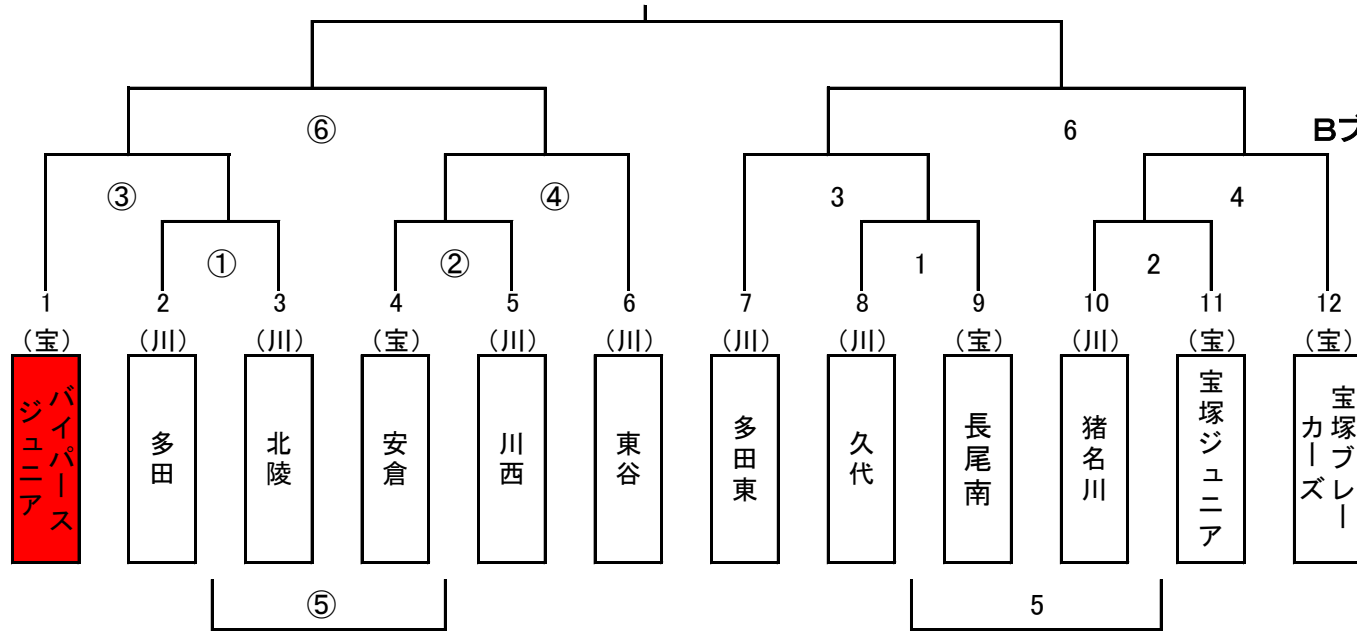 ⑥ 6 Bブ
③ ④ 3 4
① ② 1 2
1 2 3 4 5 6 7 8 9 10 11 12
(宝) (川) (川) (宝) (川) (川) (川) (川) (宝) (川) (宝) (宝)
バイパース
ジュニア
多田
北陵
安倉
川西
東谷
多田東
久代
長尾南
猪名川
宝塚ジュニア
宝塚ブレー
カーズ
⑤ 5